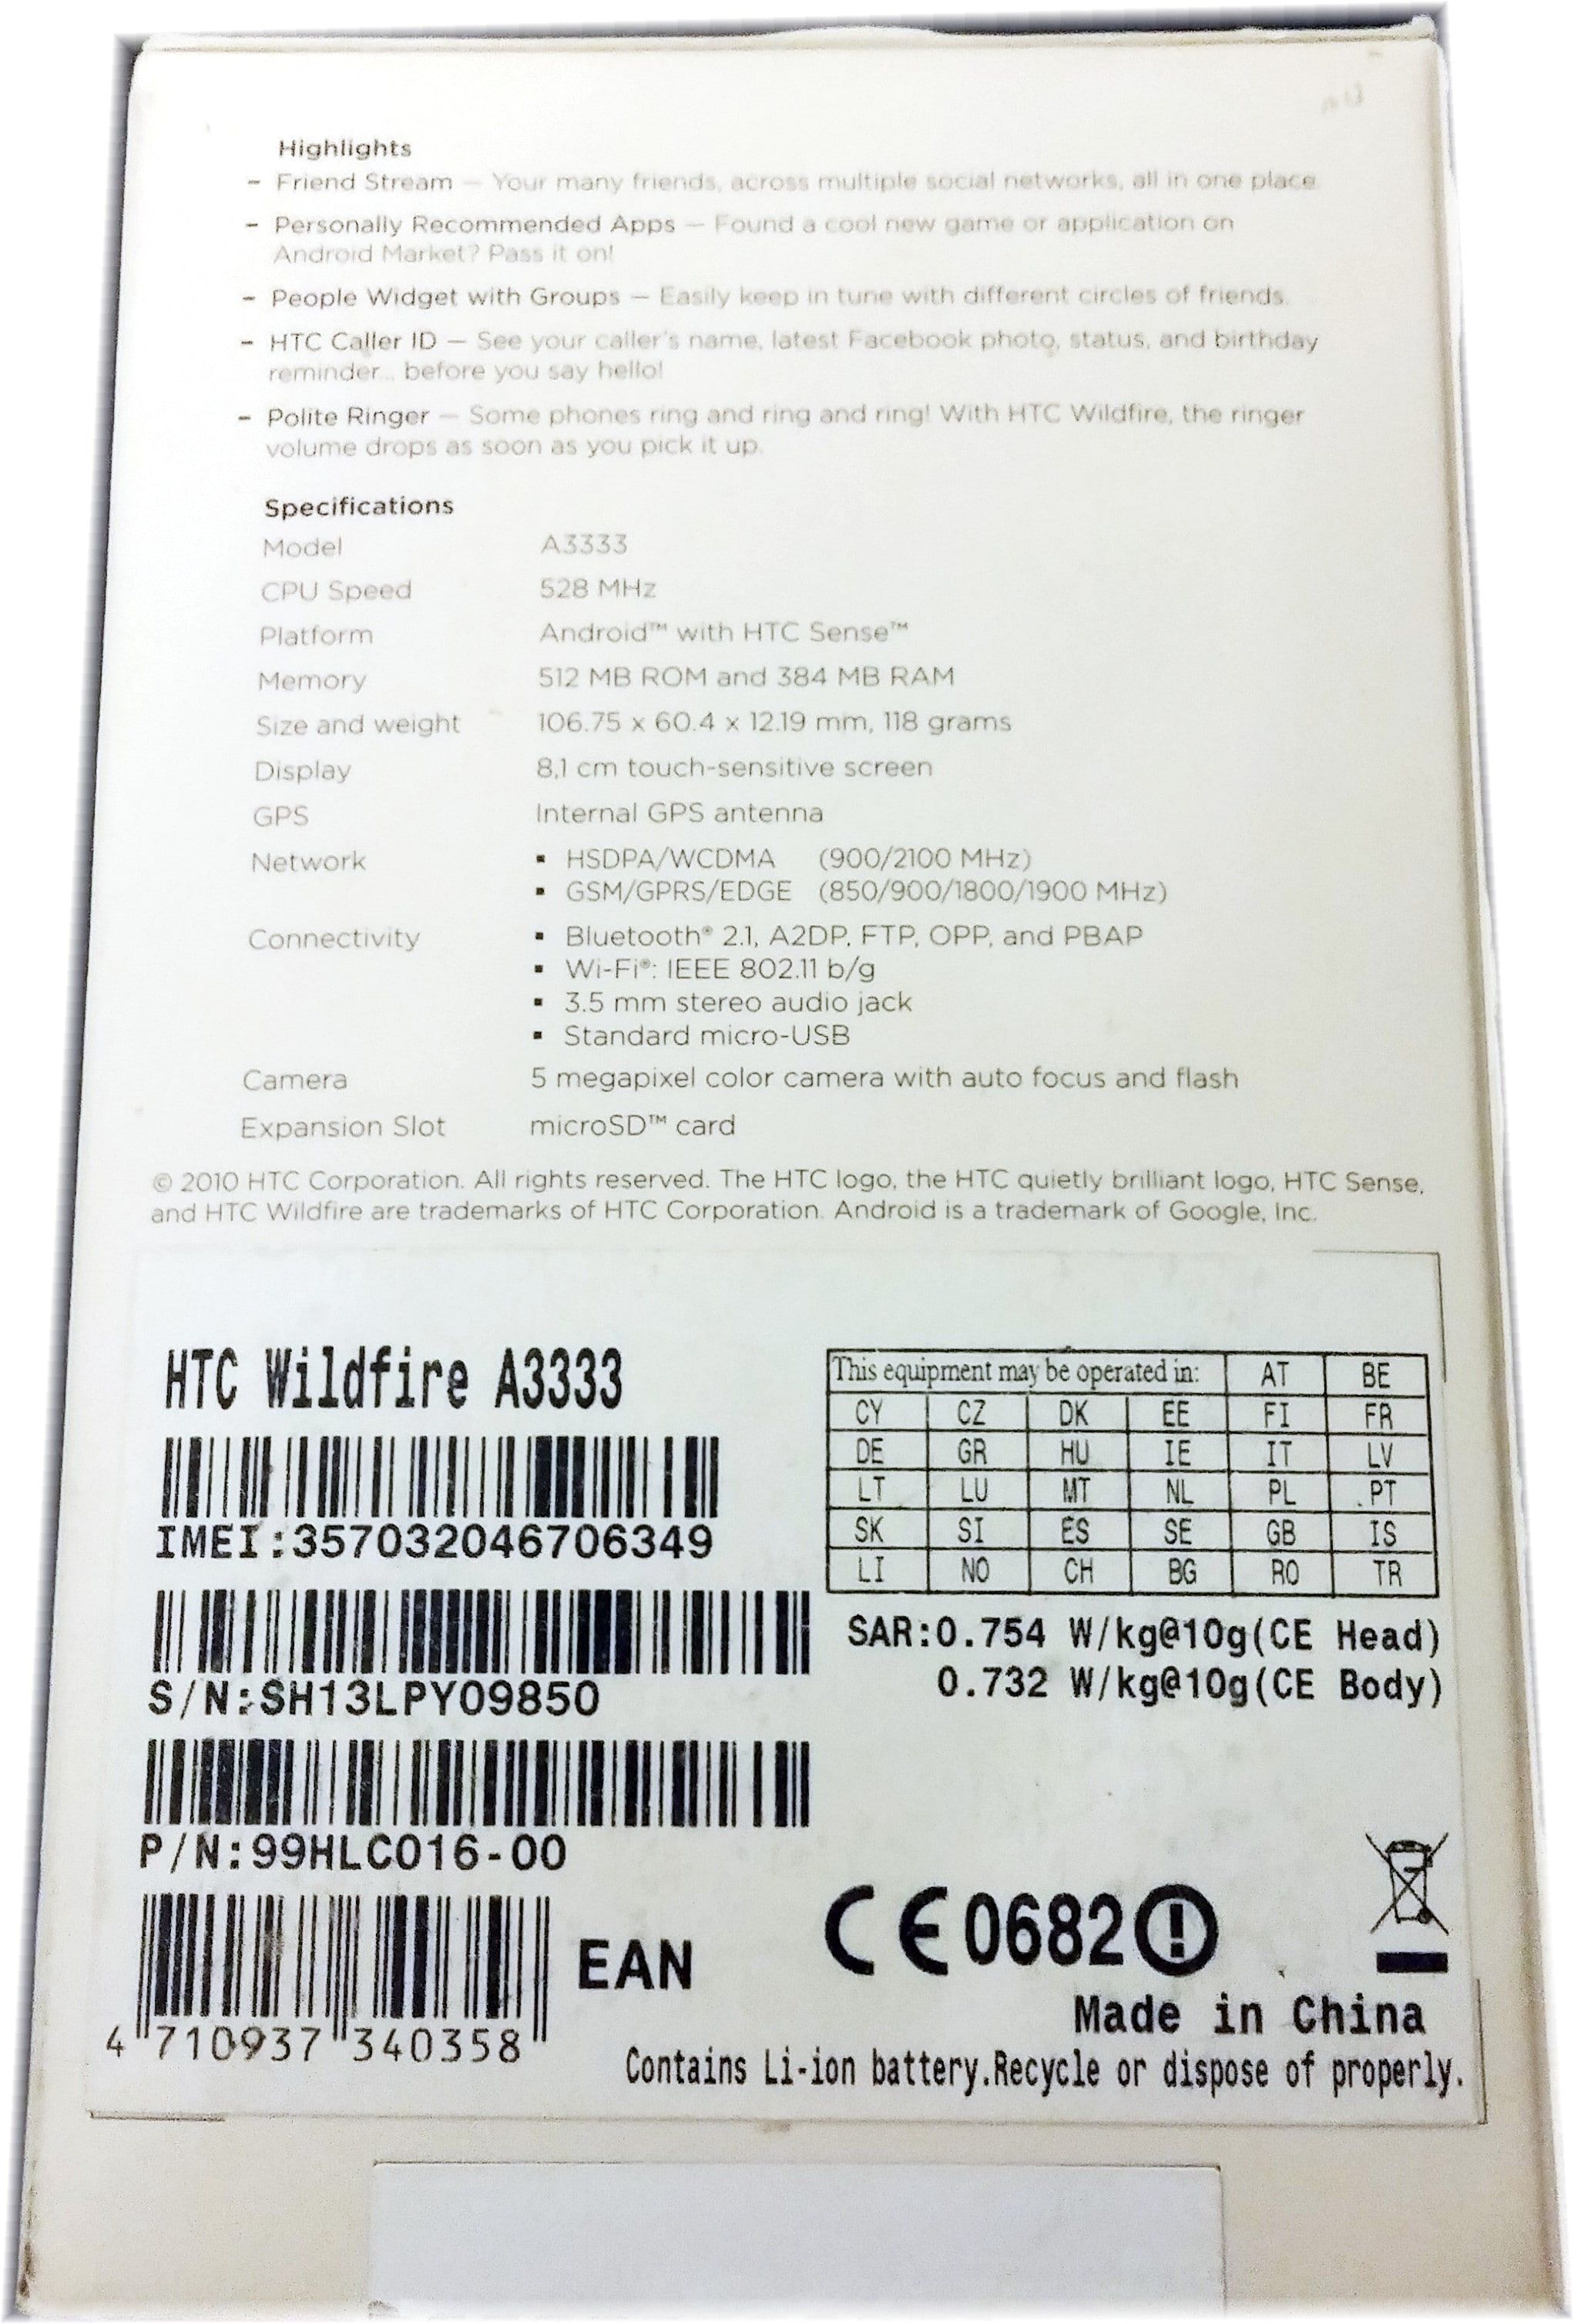 Highlights
– Friend Stream — Your many friends, across multiple social networks, all in one place.
– Personally Recommended Apps — Found a cool new game or application on
Android Market? Pass it on!
– People Widget with Groups — Easily keep in tune with different circles of friends.
– HTC Caller ID — See your caller's name, latest Facebook photo, status, and birthday
reminder... before you say hello!
– Polite Ringer — Some phones ring and ring and ring! With HTC Wildfire, the ringer
volume drops as soon as you pick it up.
Specifications
Model A3333
CPU Speed 528 MHz
Platform Android™ with HTC Sense™
Memory 512 MB ROM and 384 MB RAM
Size and weight 106.75 x 60.4 x 12.19 mm, 118 grams
Display 8,1 cm touch-sensitive screen
GPS Internal GPS antenna
Network ▪ HSDPA/WCDMA (900/2100 MHz)
▪ GSM/GPRS/EDGE (850/900/1800/1900 MHz)
Connectivity ▪ Bluetooth® 2.1, A2DP, FTP, OPP, and PBAP
▪ Wi-Fi®: IEEE 802.11 b/g
▪ 3.5 mm stereo audio jack
▪ Standard micro-USB
Camera 5 megapixel color camera with auto focus and flash
Expansion Slot microSD™ card
© 2010 HTC Corporation. All rights reserved. The HTC logo, the HTC quietly brilliant logo, HTC Sense,
and HTC Wildfire are trademarks of HTC Corporation. Android is a trademark of Google, Inc.
HTC Wildfire A3333
IMEI:357032046706349
S/N:SH13LPY09850
P/N:99HLC016-00
4 710937 340358
EAN
This equipment may be operated in: AT BE
CY CZ DK EE FI FR
DE GR HU IE IT LV
LT LU MT NL PL PT
SK SI ES SE GB IS
LI NO CH BG RO TR
SAR:0.754 W/kg@10g(CE Head)
0.732 W/kg@10g(CE Body)
CE0682
Made in China
Contains Li-ion battery.Recycle or dispose of properly.